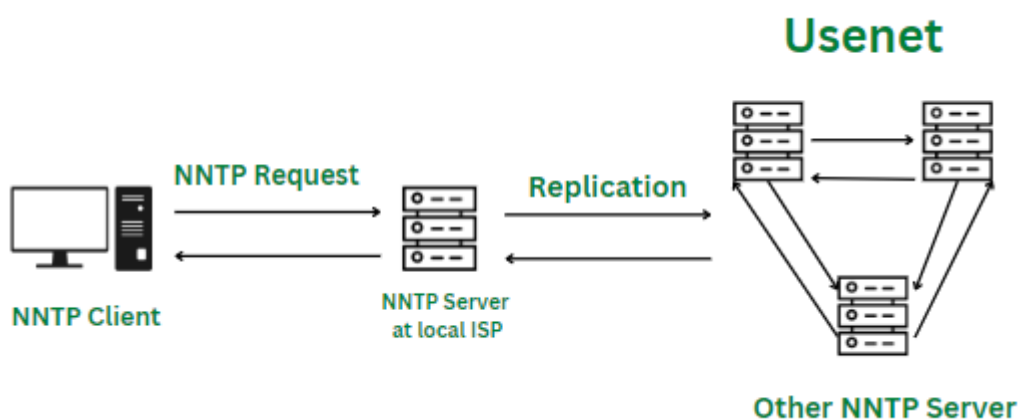 Usenet
NNTP Request
Replication
NNTP Client
NNTP Server
at local ISP
Other NNTP Server